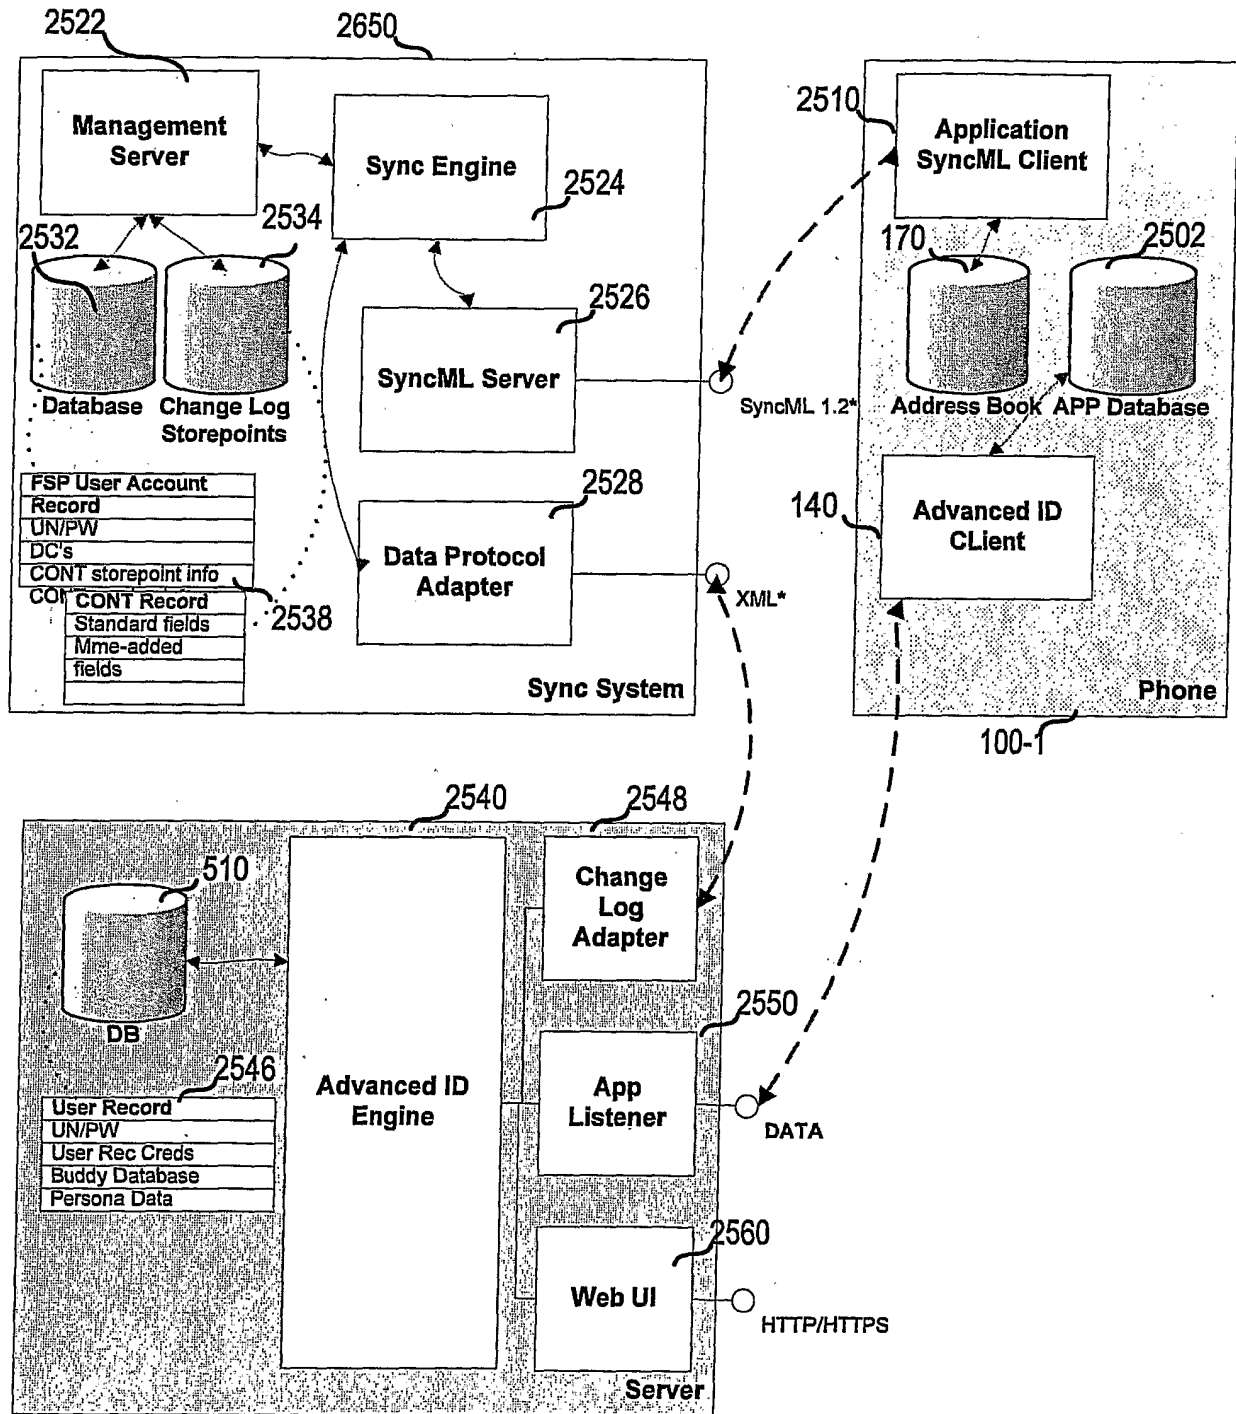 2522
2650
Management
Server
Sync Engine
2524
2510
Application
SyncML Client
2532
2534
170
2502
Database
Change Log
Storepoints
2526
SyncML Server
SyncML 1.2*
Address Book
APP Database
FSP User Account
Record
UN/PW
DC's
CONT storepoint info
CON
2538
CONT Record
Standard fields
Mme-added
fields
2528
Data Protocol
Adapter
XML*
Sync System
140
Advanced ID
CLient
Phone
100-1
2540
2548
510
DB
Change
Log
Adapter
2550
2546
User Record
UN/PW
User Rec Creds
Buddy Database
Persona Data
Advanced ID
Engine
App
Listener
DATA
2560
Web UI
HTTP/HTTPS
Server